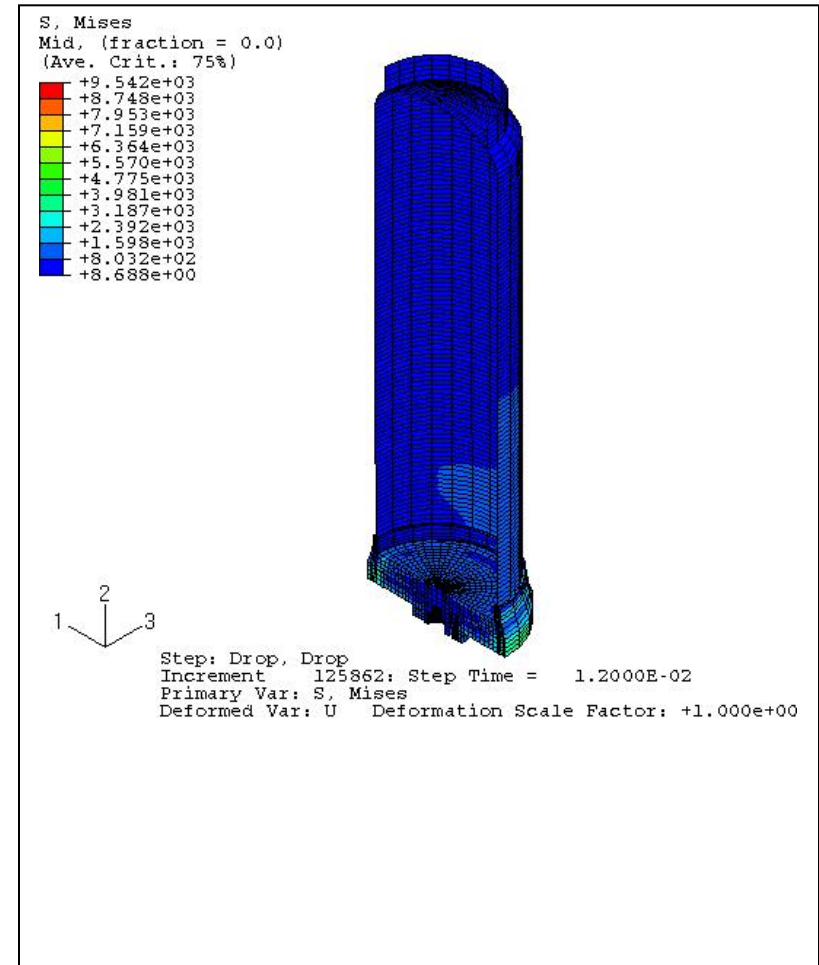 S, Mises
Mid, (fraction = 0.0)
(Ave. Crit.: 75%)
+9.542e+03
+8.748e+03
+7.953e+03
+7.159e+03
+6.364e+03
+5.570e+03
+4.775e+03
+3.981e+03
+3.187e+03
+2.392e+03
+1.598e+03
+8.032e+02
+8.688e+00
2
1 3
Step: Drop, Drop
Increment 125862: Step Time = 1.2000E-02
Primary Var: S, Mises
Deformed Var: U Deformation Scale Factor: +1.000e+00